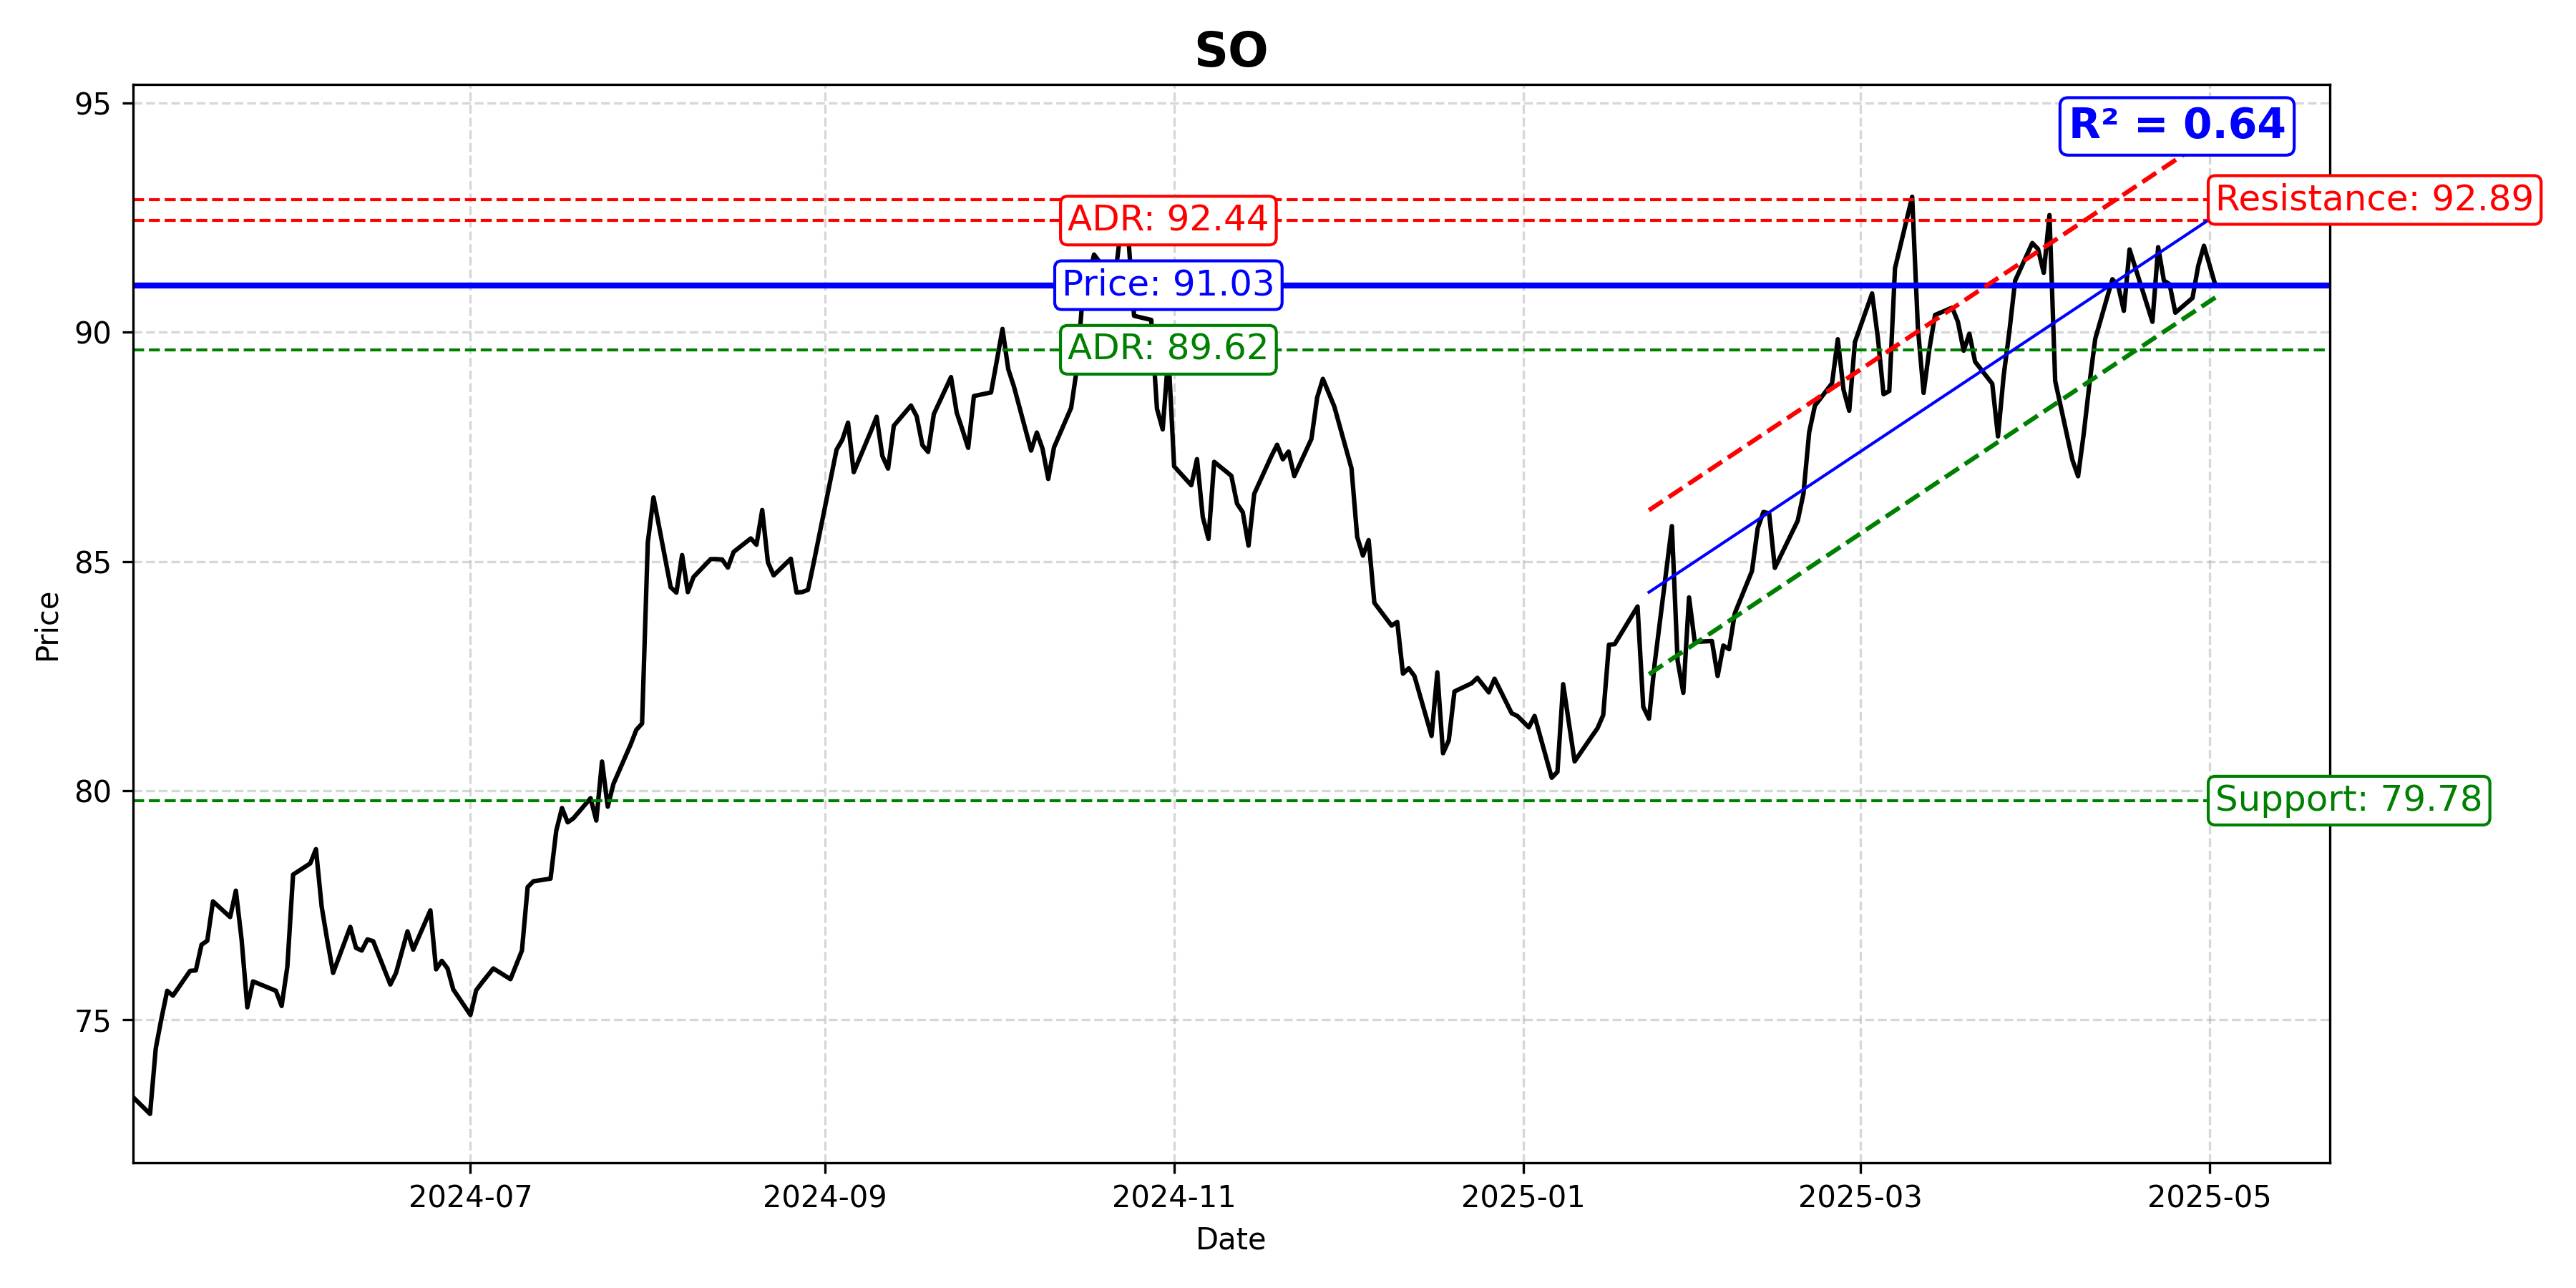 SO
95
90
85
80
75
Price
R² = 0.64
Resistance: 92.89
ADR: 92.44
Price: 91.03
ADR: 89.62
Support: 79.78
2024-07
2024-09
2024-11
2025-01
2025-03
2025-05
Date